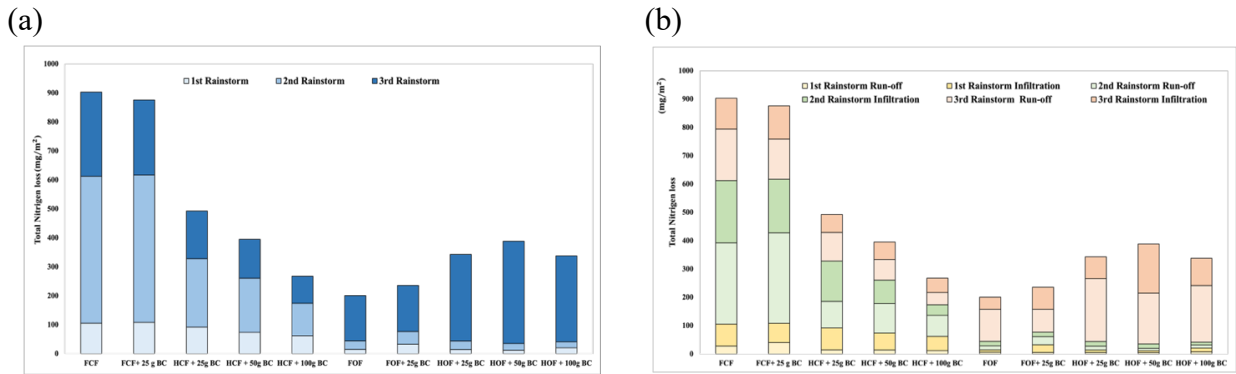 (a)
1st Rainstorm 2nd Rainstorm 3rd Rainstorm
Total Nitrigen loss (mg/m²)
1000
900
800
700
600
500
400
300
200
100
0
FCF FCF+ 25 g BC HCF + 25g BC HCF + 50g BC HCF + 100g BC FOF FOF+ 25g BC HOF + 25g BC HOF + 50g BC HOF + 100g BC
(b)
1st Rainstorm Run-off 1st Rainstorm Infiltration 2nd Rainstorm Run-off
2nd Rainstorm Infiltration 3rd Rainstorm Run-off 3rd Rainstorm Infiltration
Total Nitrigen loss
(mg/m²)
1000
900
800
700
600
500
400
300
200
100
0
FCF FCF+ 25 g BC HCF + 25g BC HCF + 50g BC HCF + 100g BC FOF FO+ 25g BC HOF + 25g BC HOF + 50g BC HOF + 100g BC